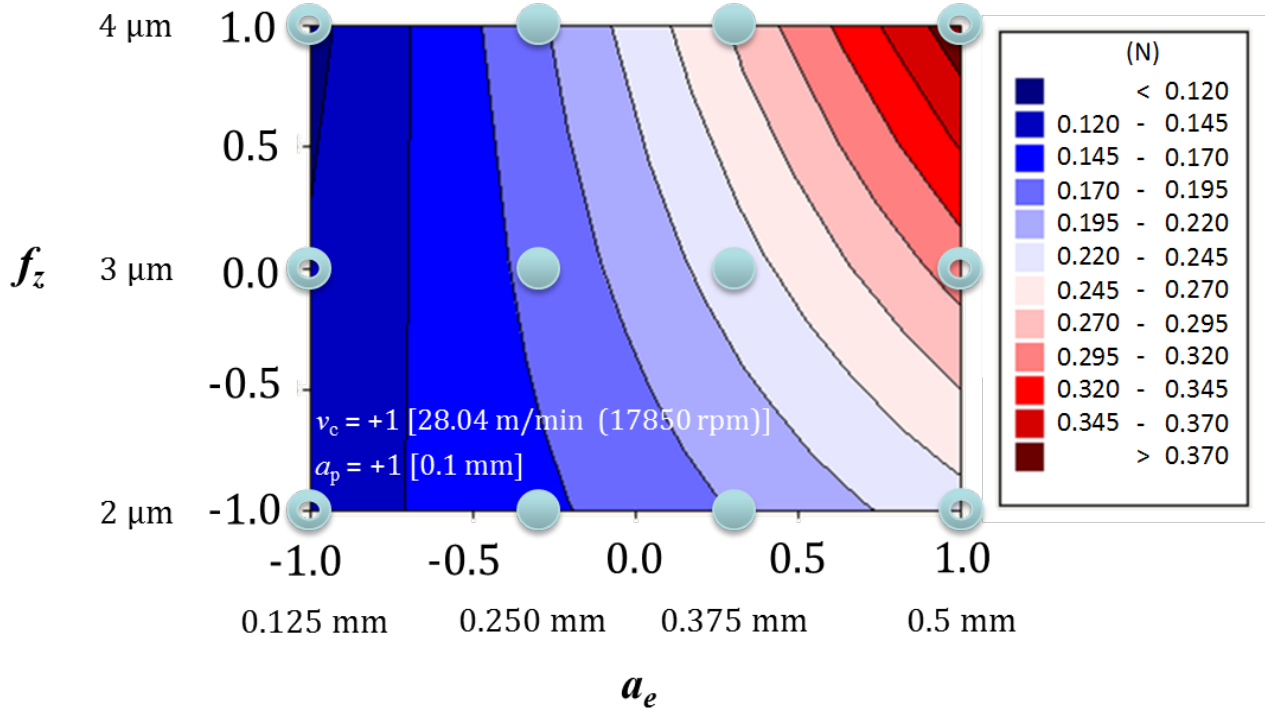 4 µm 1.0
0.5
f_z 3 µm 0.0
-0.5
2 µm -1.0
v_c = +1 [28.04 m/min (17850 rpm)]
a_p = +1 [0.1 mm]
-1.0 -0.5 0.0 0.5 1.0
0.125 mm 0.250 mm 0.375 mm 0.5 mm
a_e
(N)
< 0.120
0.120 - 0.145
0.145 - 0.170
0.170 - 0.195
0.195 - 0.220
0.220 - 0.245
0.245 - 0.270
0.270 - 0.295
0.295 - 0.320
0.320 - 0.345
0.345 - 0.370
> 0.370